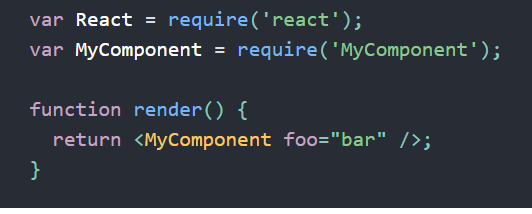 var React = require('react');
var MyComponent = require('MyComponent');

function render() {
  return <MyComponent foo="bar" />;
}